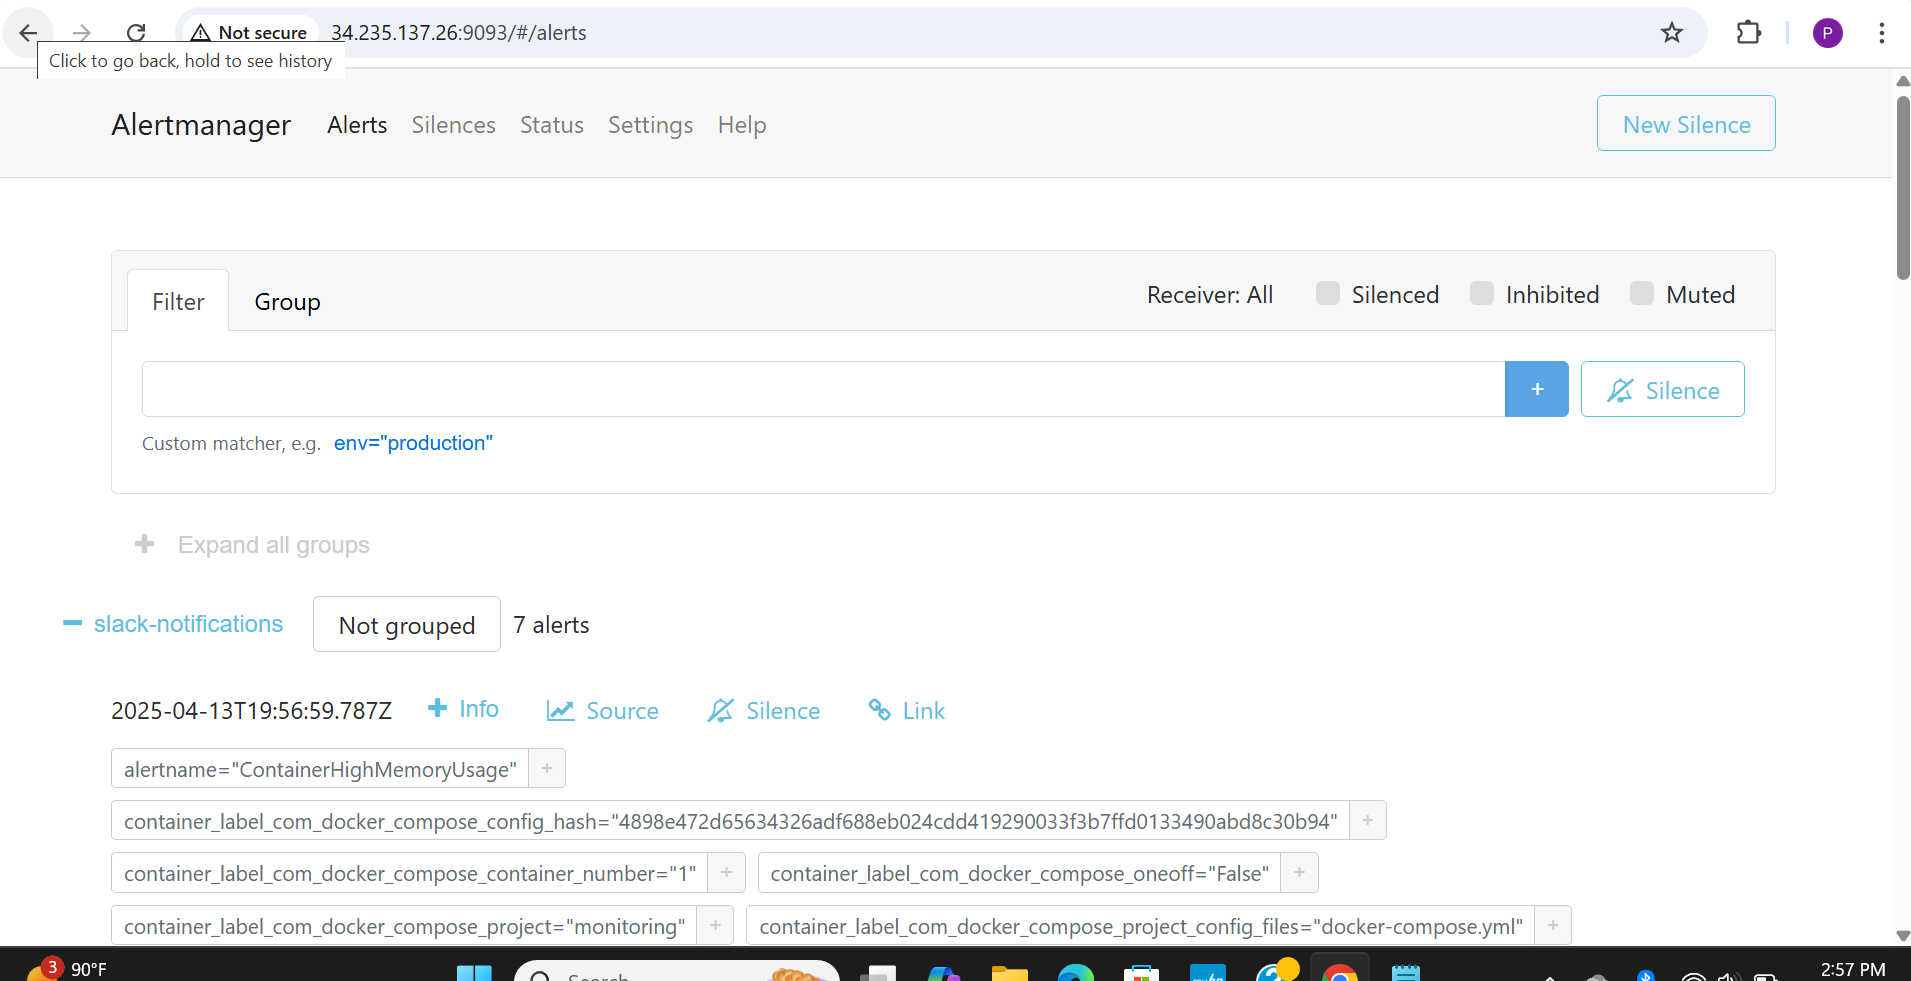 Not secure 34.235.137.26:9093/#/alerts P
Click to go back, hold to see history
Alertmanager Alerts Silences Status Settings Help New Silence
Filter Group Receiver: All Silenced Inhibited Muted
+ Silence
Custom matcher, e.g. env="production"
+ Expand all groups
slack-notifications Not grouped 7 alerts
2025-04-13T19:56:59.787Z + Info Source Silence Link
alertname="ContainerHighMemoryUsage" +
container_label_com_docker_compose_config_hash="4898e472d65634326adf688eb024cdd419290033f3b7ffd0133490abd8c30b94" +
container_label_com_docker_compose_container_number="1" + container_label_com_docker_compose_oneoff="False" +
container_label_com_docker_compose_project="monitoring" + container_label_com_docker_compose_project_config_files="docker-compose.yml" +
3 90°F Search myhp 2:57 PM